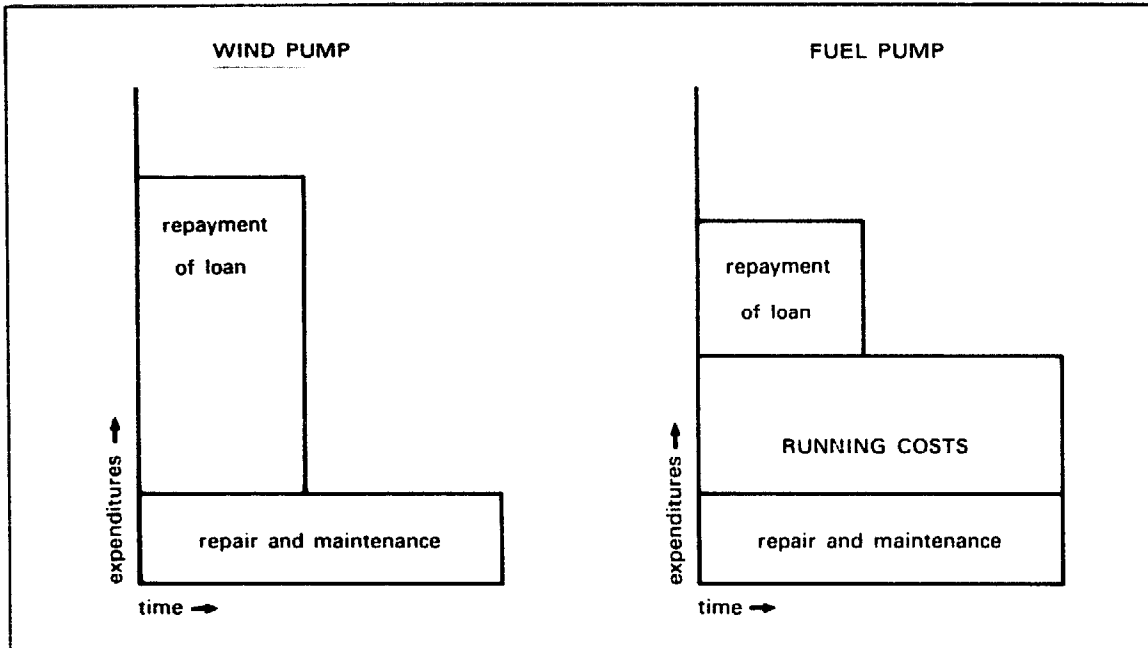 WIND PUMP
repayment
of loan
repair and maintenance
expenditures →
time →
FUEL PUMP
repayment
of loan
RUNNING COSTS
repair and maintenance
expenditures →
time →